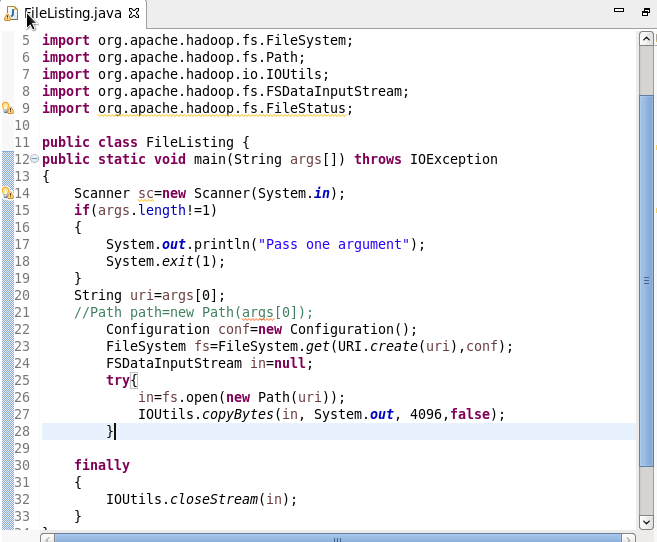 FileListing.java
5 import org.apache.hadoop.fs.FileSystem;
6 import org.apache.hadoop.fs.Path;
7 import org.apache.hadoop.io.IOUtils;
8 import org.apache.hadoop.fs.FSDataInputStream;
9 import org.apache.hadoop.fs.FileStatus;
10
11 public class FileListing {
12 public static void main(String args[]) throws IOException
13 {
14 Scanner sc=new Scanner(System.in);
15 if(args.length!=1)
16 {
17 System.out.println("Pass one argument");
18 System.exit(1);
19 }
20 String uri=args[0];
21 //Path path=new Path(args[0]);
22 Configuration conf=new Configuration();
23 FileSystem fs=FileSystem.get(URI.create(uri),conf);
24 FSDataInputStream in=null;
25 try{
26 in=fs.open(new Path(uri));
27 IOUtils.copyBytes(in, System.out, 4096,false);
28 }
29
30 finally
31 {
32 IOUtils.closeStream(in);
33 }